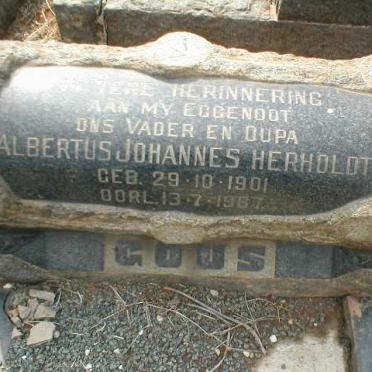 TERE HERINNERING
AAN MY EGGENOOT
ONS VADER EN OUPA
ALBERTUS JOHANNES HERHOLDT
GEB. 29·10·1901
OORL. 13·7·1967
GOUS